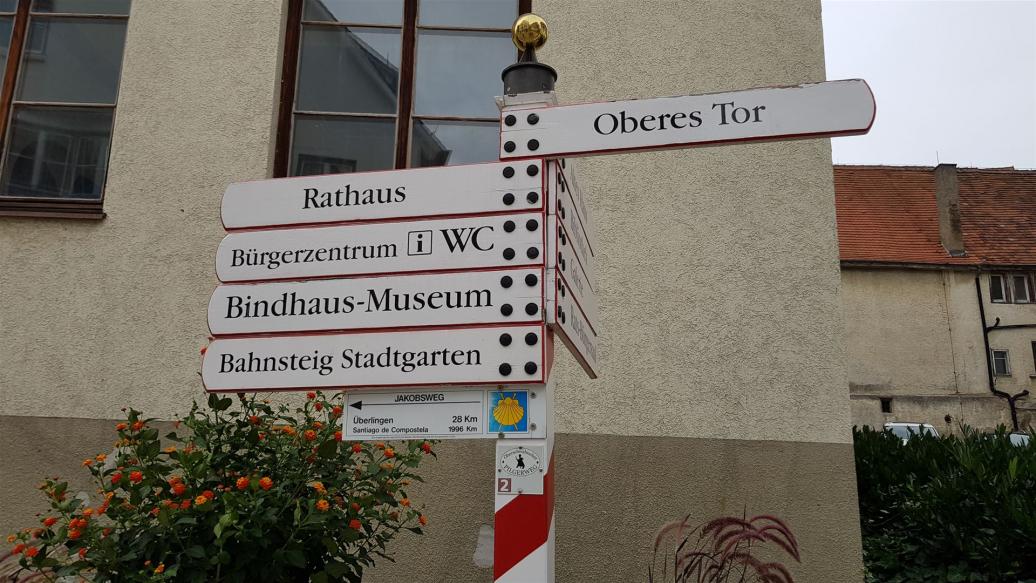 Oberes Tor
Rathaus
Bürgerzentrum i WC
Bindhaus-Museum
Bahnsteig Stadtgarten
JAKOBSWEG
Überlingen 28 Km
Santiago de Compostela 1996 Km
PILGERWEG
2